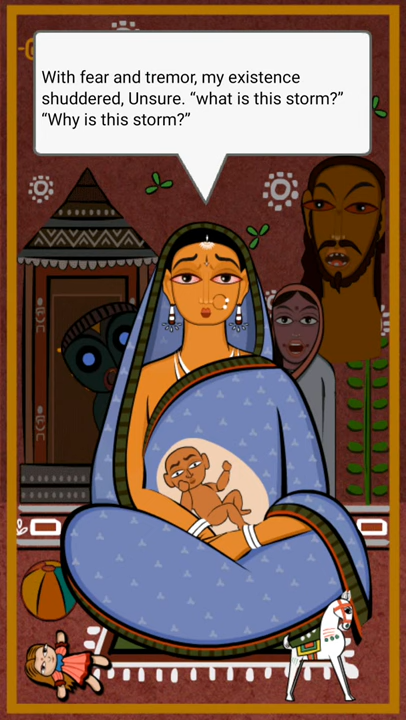 With fear and tremor, my existence
shuddered, Unsure. “what is this storm?”
“Why is this storm?”